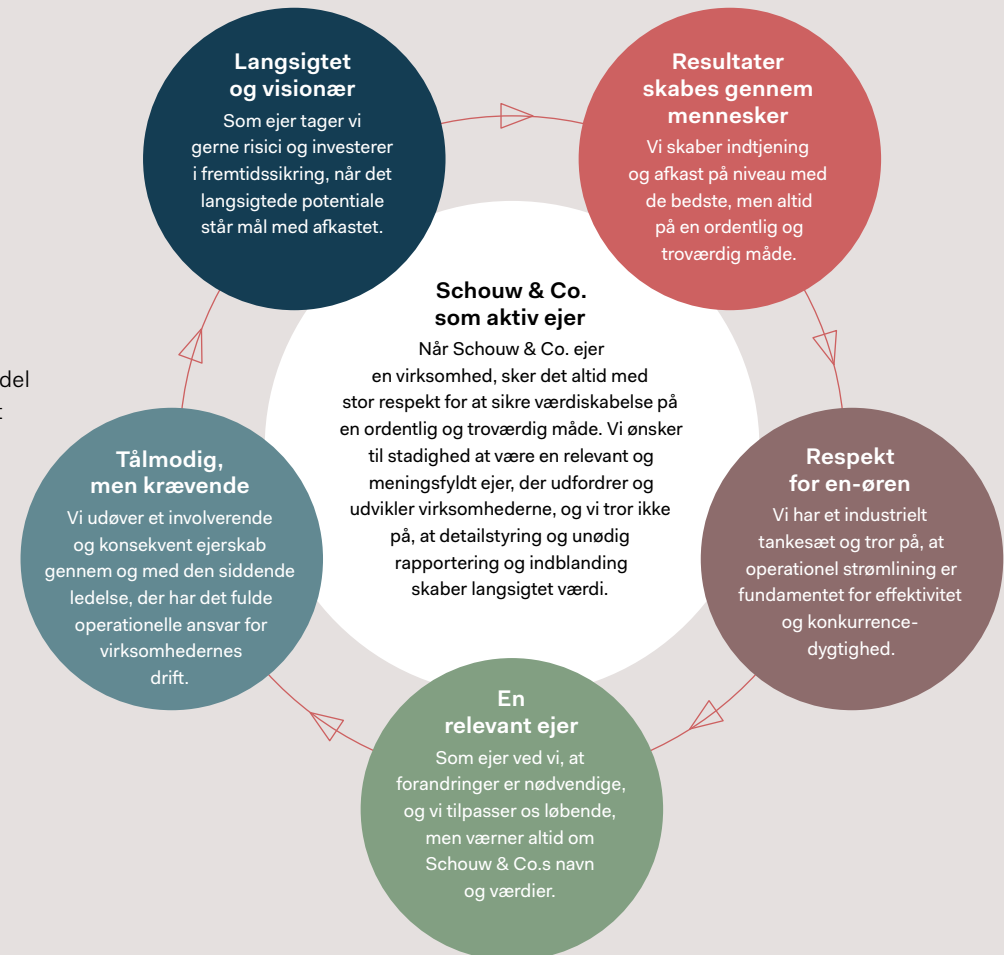 Langsigtet
og visionær
Som ejer tager vi
gerne risici og investerer
i fremtidssikring, når det
langsigtede potentiale
står mål med afkastet.
Resultater
skabes gennem
mennesker
Vi skaber indtjening
og afkast på niveau med
de bedste, men altid
på en ordentlig og
troværdig måde.
Schouw & Co.
som aktiv ejer
Når Schouw & Co. ejer
en virksomhed, sker det altid med
stor respekt for at sikre værdiskabelse på
en ordentlig og troværdig måde. Vi ønsker
til stadighed at være en relevant og
meningsfyldt ejer, der udfordrer og
udvikler virksomhederne, og vi tror ikke
på, at detailstyring og unødig
rapportering og indblanding
skaber langsigtet værdi.
del
t
Tålmodig,
men krævende
Vi udøver et involverende
og konsekvent ejerskab
gennem og med den siddende
ledelse, der har det fulde
operationelle ansvar for
virksomhedernes
drift.
Respekt
for en-øren
Vi har et industrielt
tankesæt og tror på, at
operationel strømlining er
fundamentet for effektivitet
og konkurrence-
dygtighed.
En
relevant ejer
Som ejer ved vi, at
forandringer er nødvendige,
og vi tilpasser os løbende,
men værner altid om
Schouw & Co.s navn
og værdier.